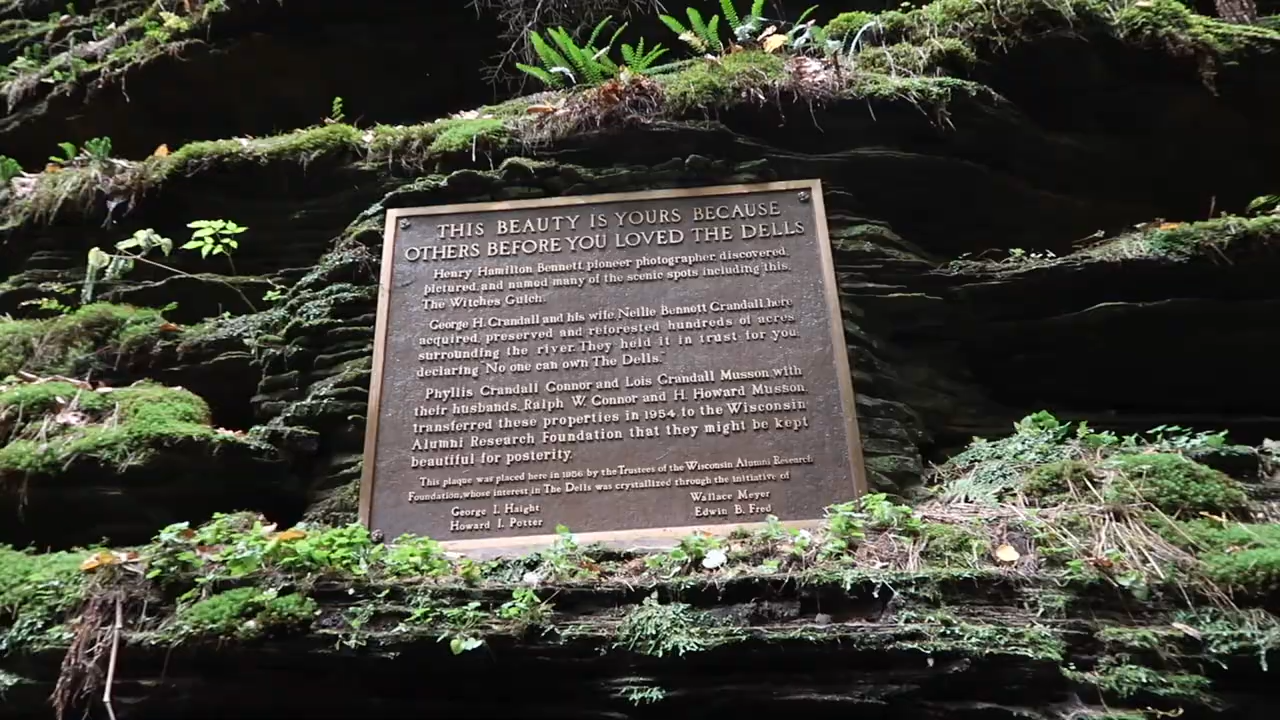 THIS BEAUTY IS YOURS BECAUSE
OTHERS BEFORE YOU LOVED THE DELLS
Henry Hamilton Bennett, pioneer photographer, discovered,
pictured, and named many of the scenic spots including this,
The Witches Gulch.
George H. Crandall and his wife, Nellie Bennett Crandall, here
acquired, preserved and reforested hundreds of acres
surrounding the river. They held it in trust for you,
declaring "No one can own The Dells."
Phyllis Crandall Connor and Lois Crandall Musson with
their husbands, Ralph W. Connor and H. Howard Musson,
transferred these properties in 1954 to the Wisconsin
Alumni Research Foundation that they might be kept
beautiful for posterity.
This plaque was placed here in 1956 by the Trustees of the Wisconsin Alumni Research
Foundation, whose interest in The Dells was crystallized through the initiative of
George I. Haight Wallace Meyer
Howard I. Potter Edwin B. Fred